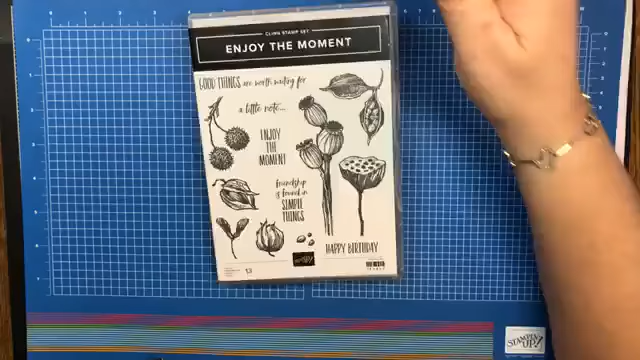 CLING STAMP SET
ENJOY THE MOMENT
GOOD THINGS are worth waiting for
a little note...
ENJOY
THE
MOMENT
friendship
is found in
SIMPLE
THINGS
HAPPY BIRTHDAY
STAMPIN' UP!